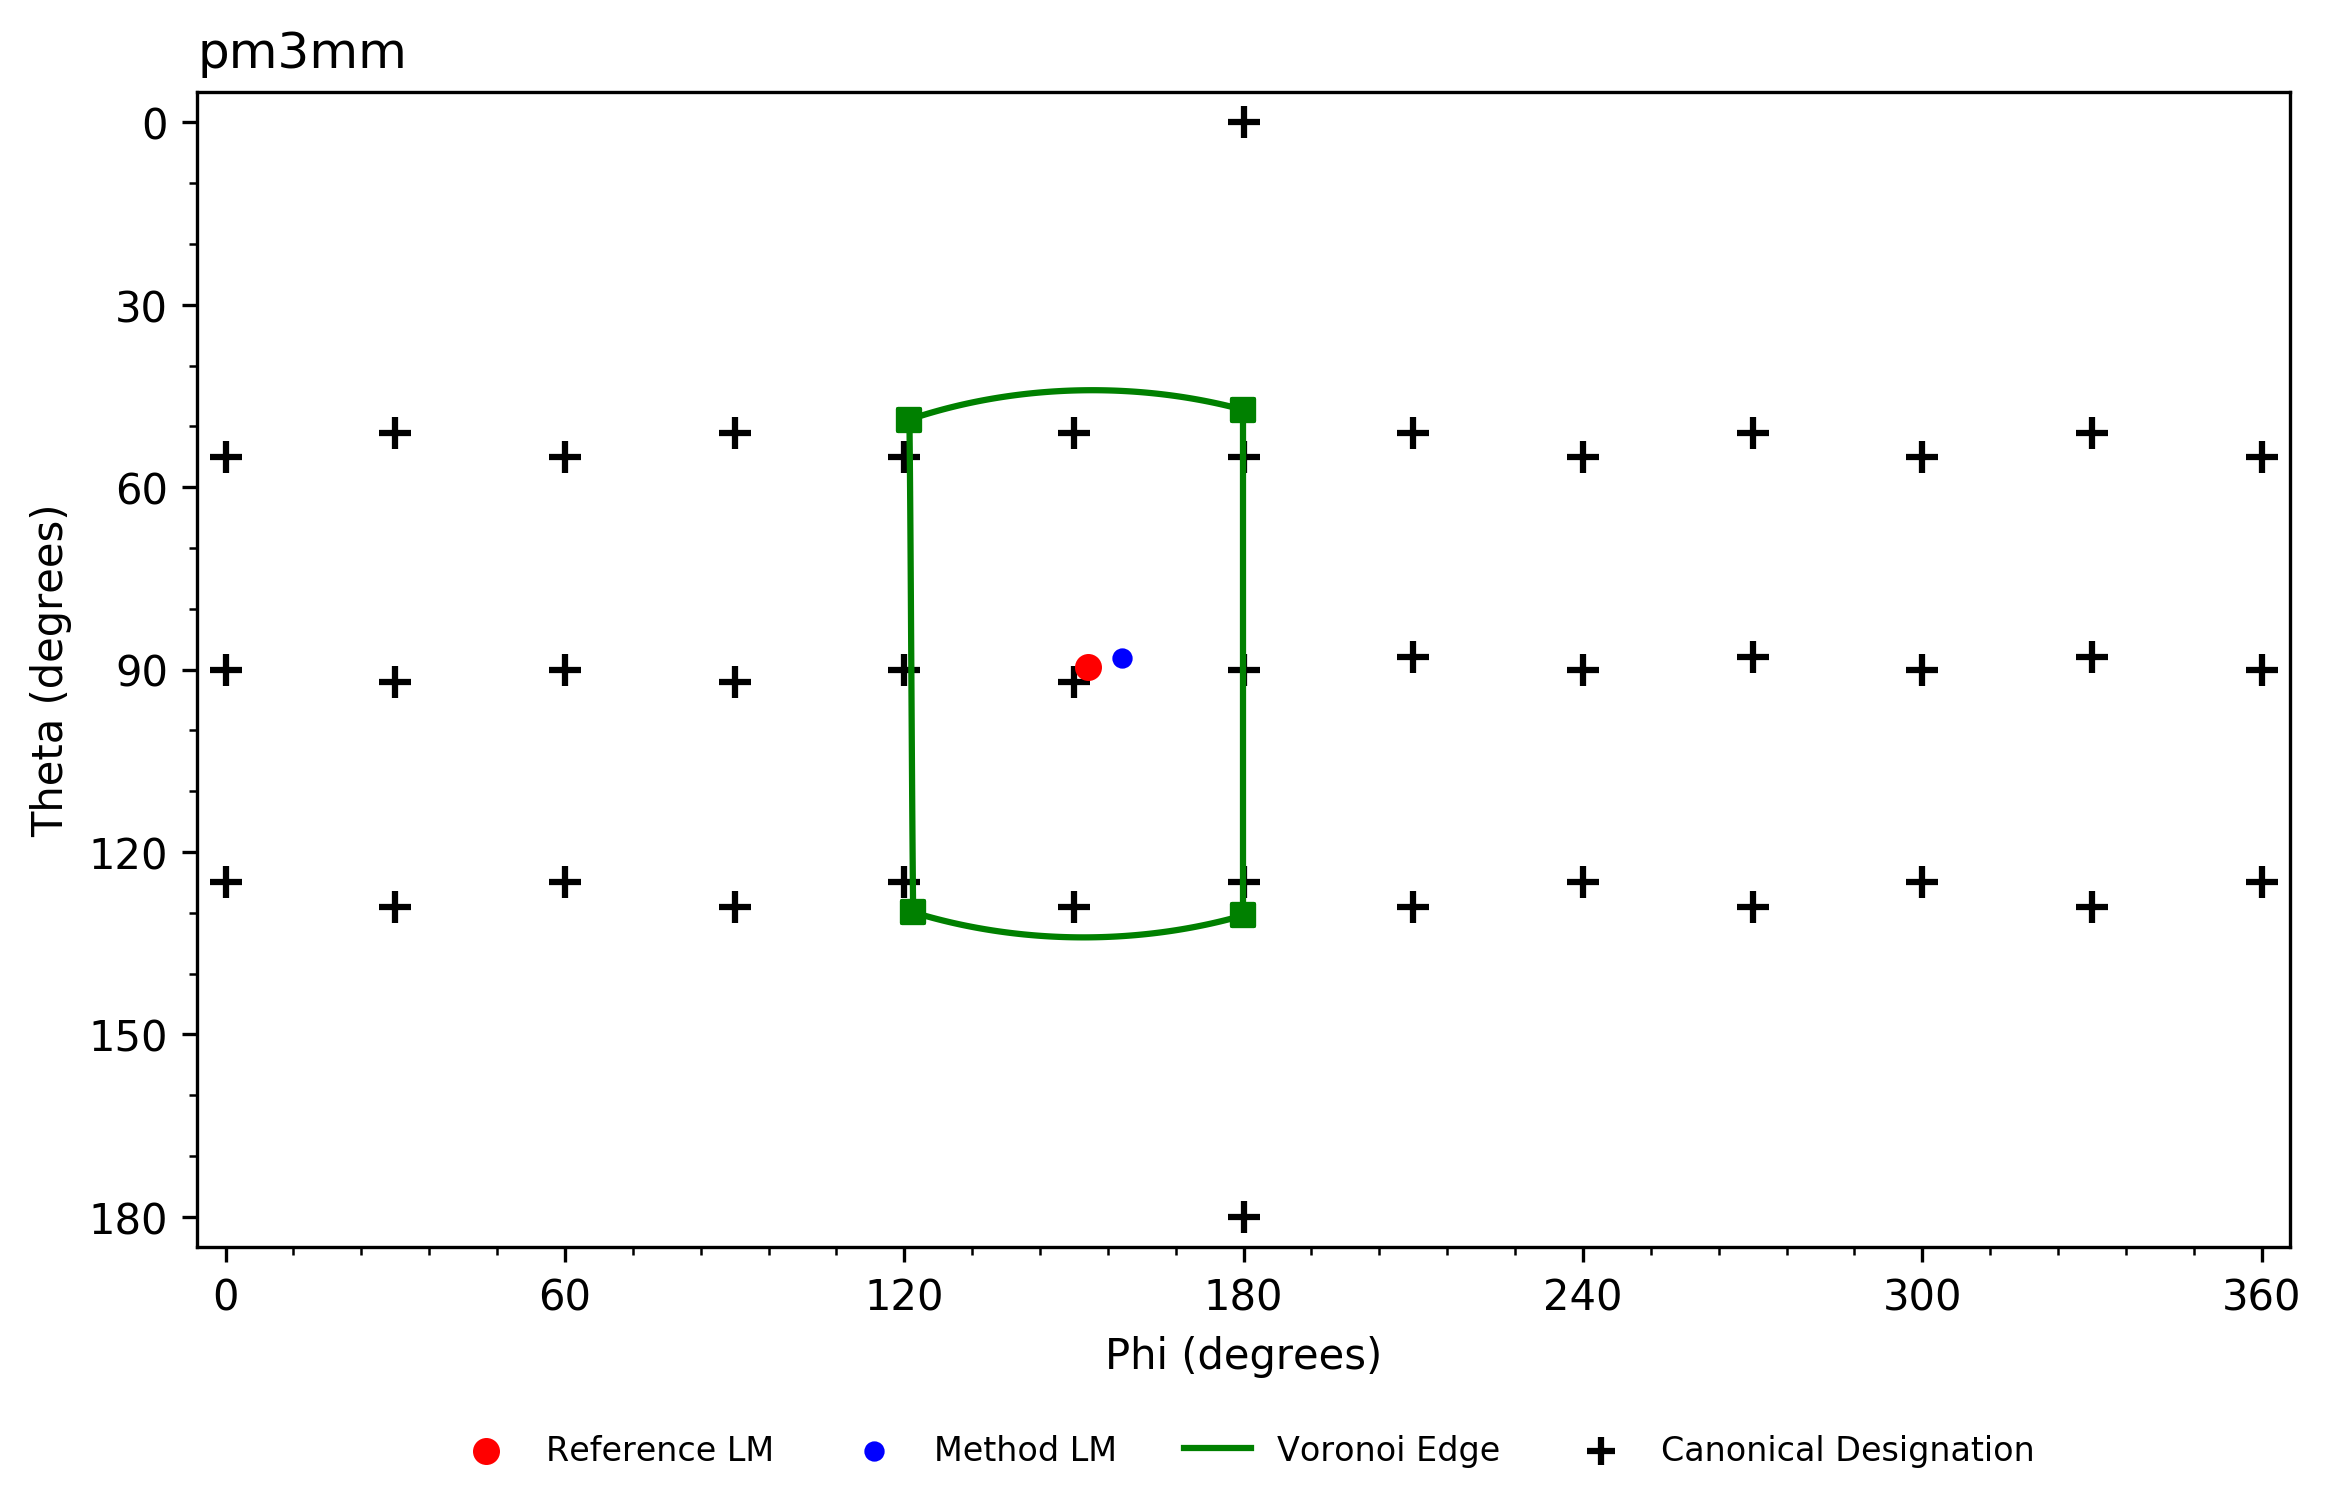 pm3mm
0
30
60
90
120
150
180
Theta (degrees)
0 60 120 180 240 300 360
Phi (degrees)
Reference LM Method LM Voronoi Edge Canonical Designation